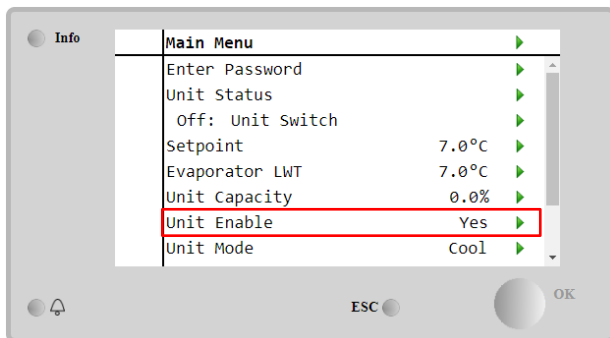 Info
Main Menu
Enter Password
Unit Status
Off: Unit Switch
Setpoint 7.0°C
Evaporator LWT 7.0°C
Unit Capacity 0.0%
Unit Enable Yes
Unit Mode Cool
ESC
OK